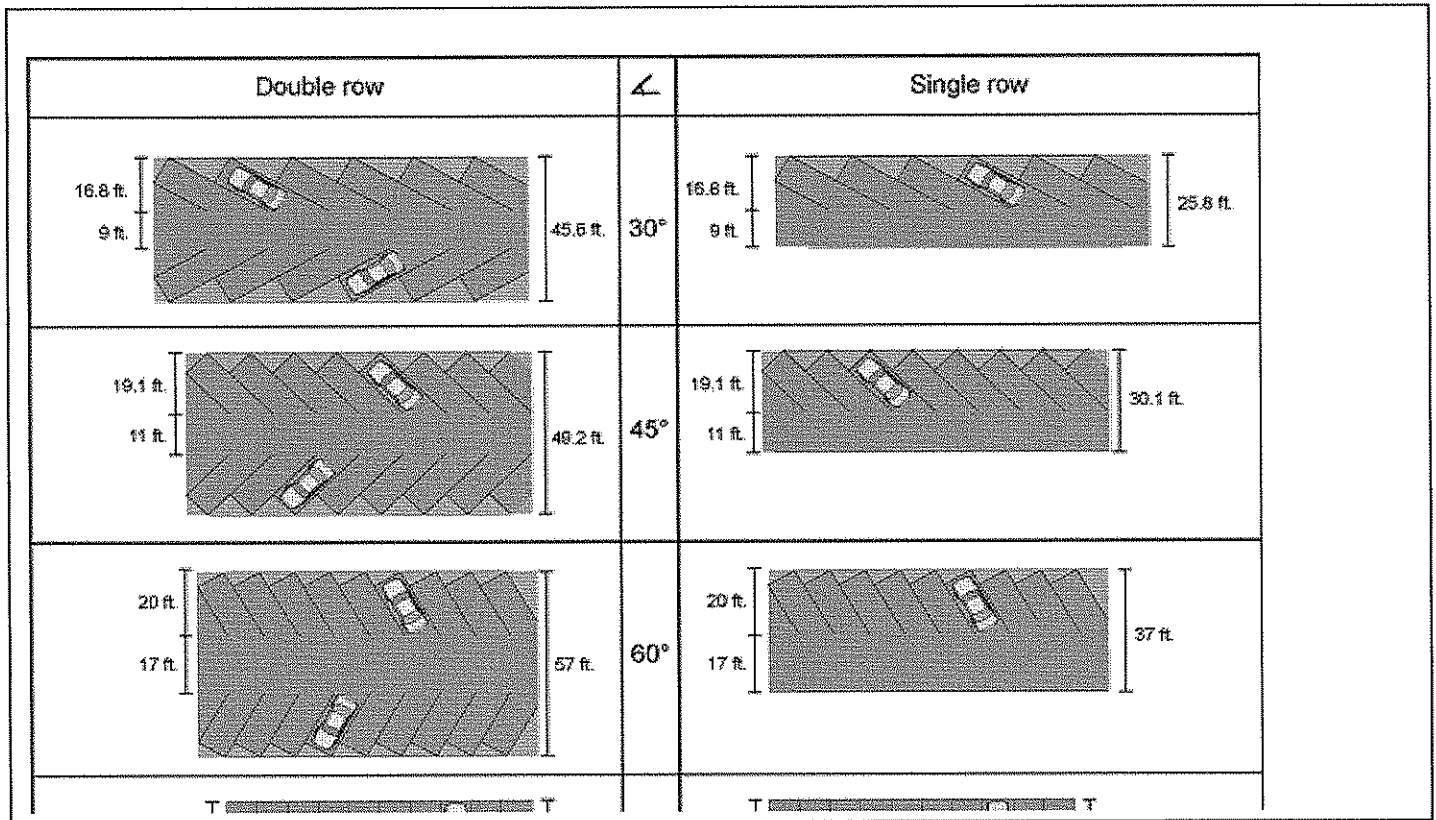 Double row ∠ Single row
16.8 ft. 16.8 ft.
9 ft. 45.6 ft. 30° 9 ft. 25.8 ft.
19.1 ft. 19.1 ft.
11 ft. 49.2 ft. 45° 11 ft. 30.1 ft.
20 ft. 20 ft.
17 ft. 57 ft. 60° 17 ft. 37 ft.